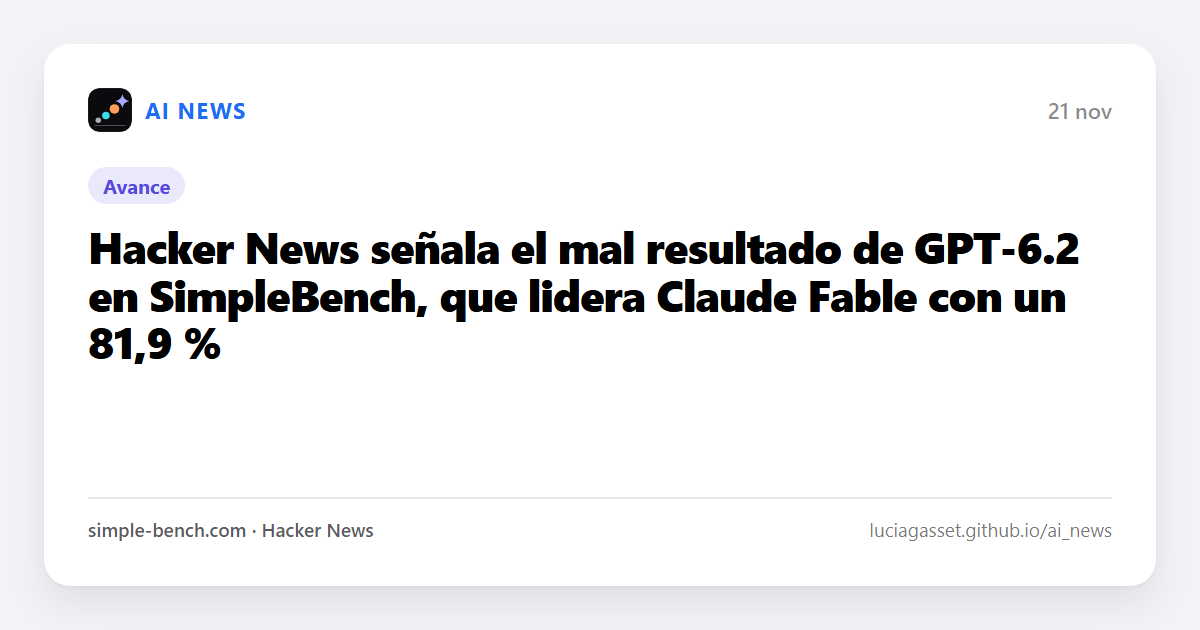 AI NEWS
21 nov
Avance
Hacker News señala el mal resultado de GPT-6.2
en SimpleBench, que lidera Claude Fable con un
81,9 %
simple-bench.com · Hacker News
luciagasset.github.io/ai_news